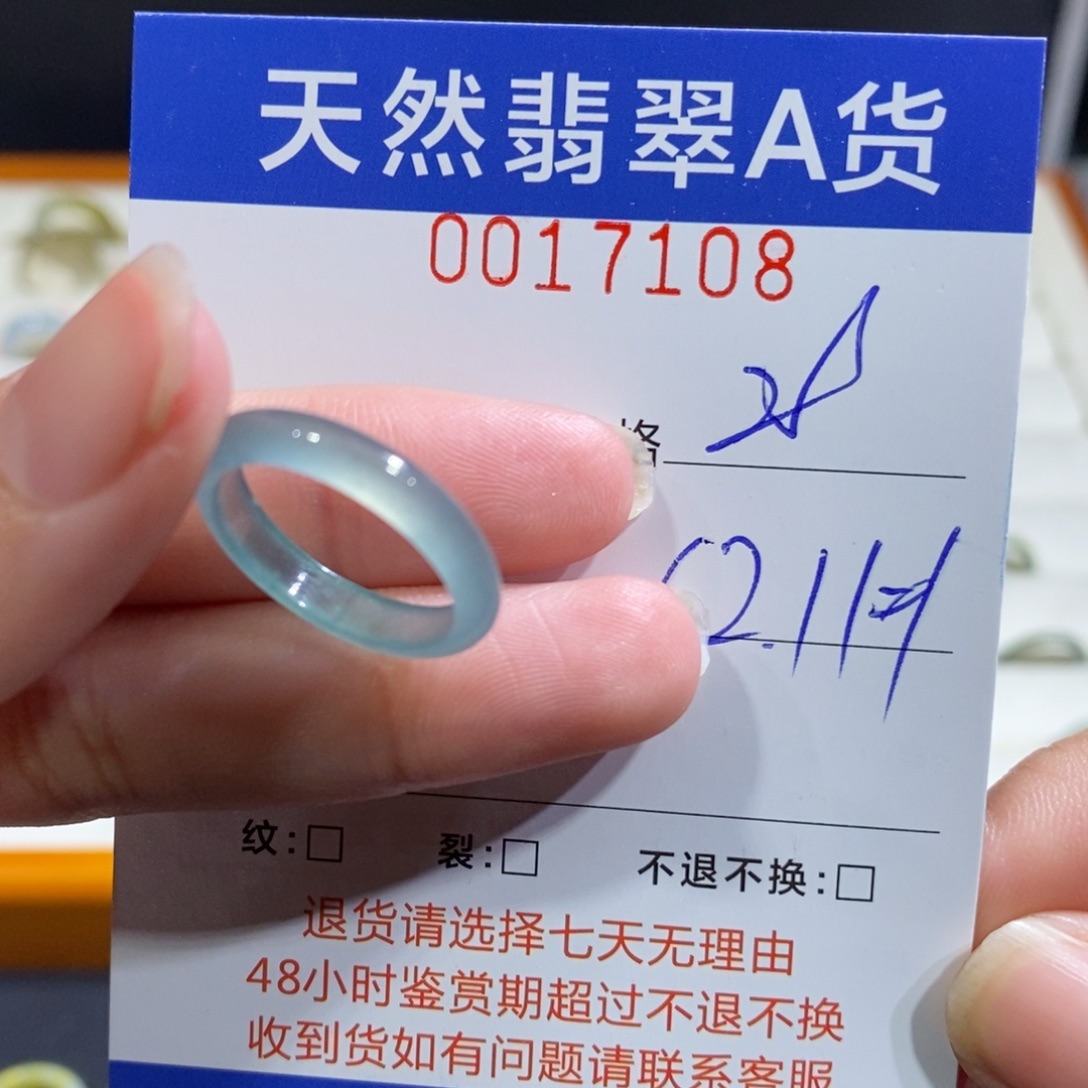 天然翡翠A货
0017108
格
纹:□ 裂:□ 不退不换:□
退货请选择七天无理由
48小时鉴赏期超过不退不换
收到货如有问题请联系客服